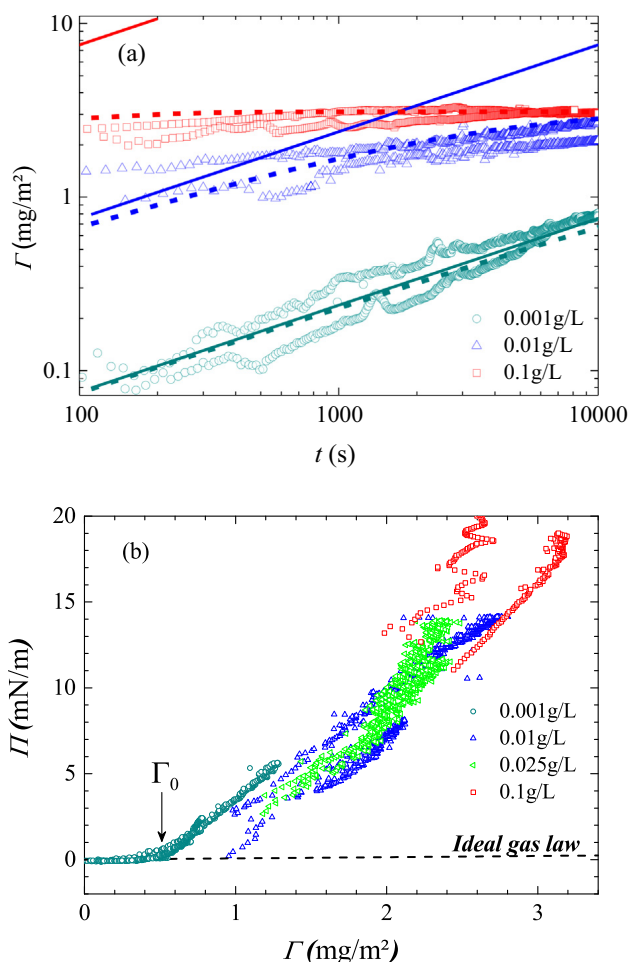 10
(a)
Γ (mg/m²)
1
0.001g/L
0.01g/L
0.1g/L
0.1
100
1000
10000
t (s)
20
(b)
15
Π (mN/m)
10
0.001g/L
0.01g/L
0.025g/L
0.1g/L
5
Γ₀
Ideal gas law
0
0
1
2
3
Γ (mg/m²)